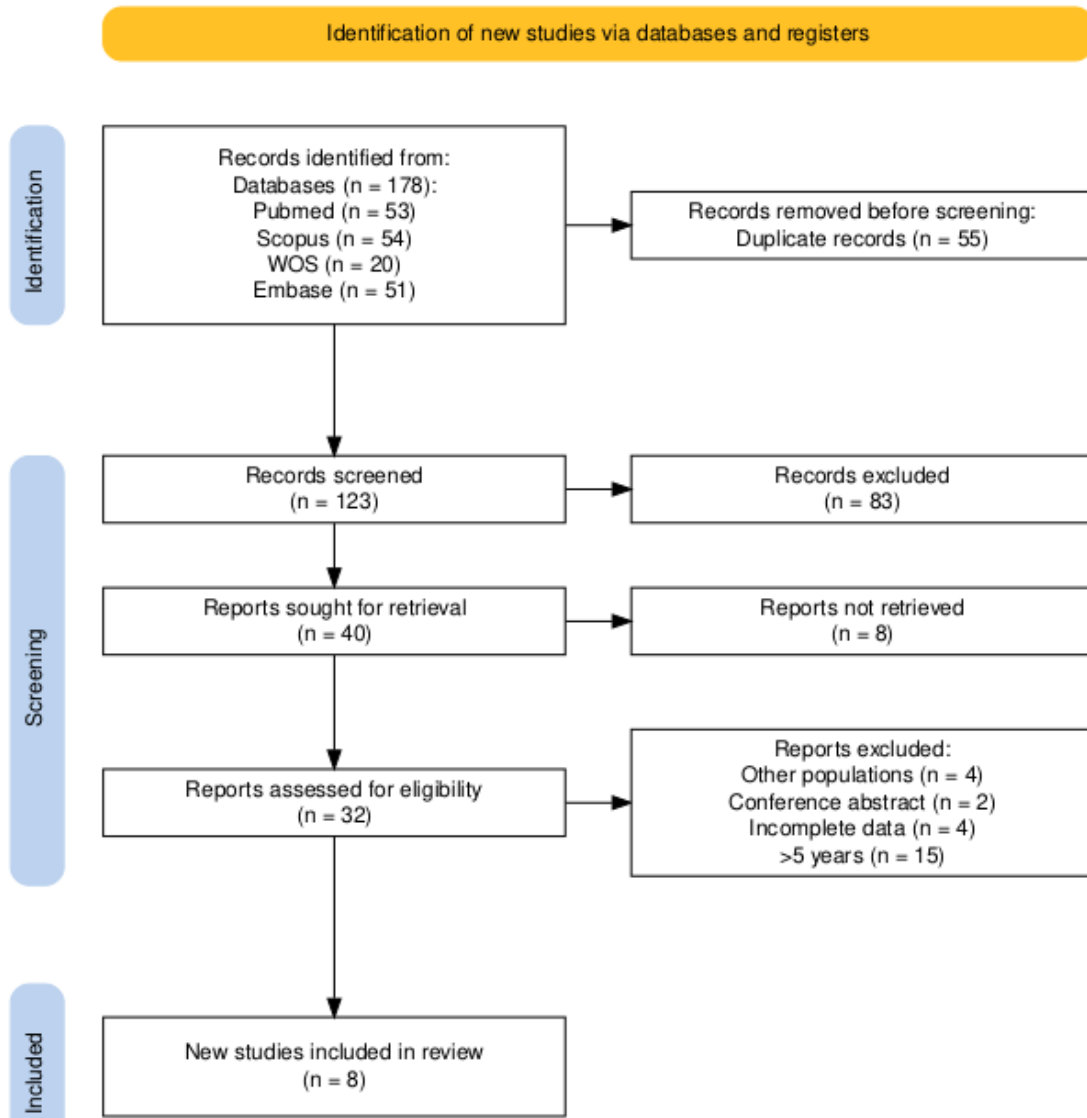 Identification of new studies via databases and registers
Identification
Records identified from:
Databases (n = 178):
Pubmed (n = 53)
Scopus (n = 54)
WOS (n = 20)
Embase (n = 51)
Records removed before screening:
Duplicate records (n = 55)
Screening
Records screened
(n = 123)
Records excluded
(n = 83)
Reports sought for retrieval
(n = 40)
Reports not retrieved
(n = 8)
Reports assessed for eligibility
(n = 32)
Reports excluded:
Other populations (n = 4)
Conference abstract (n = 2)
Incomplete data (n = 4)
>5 years (n = 15)
Included
New studies included in review
(n = 8)